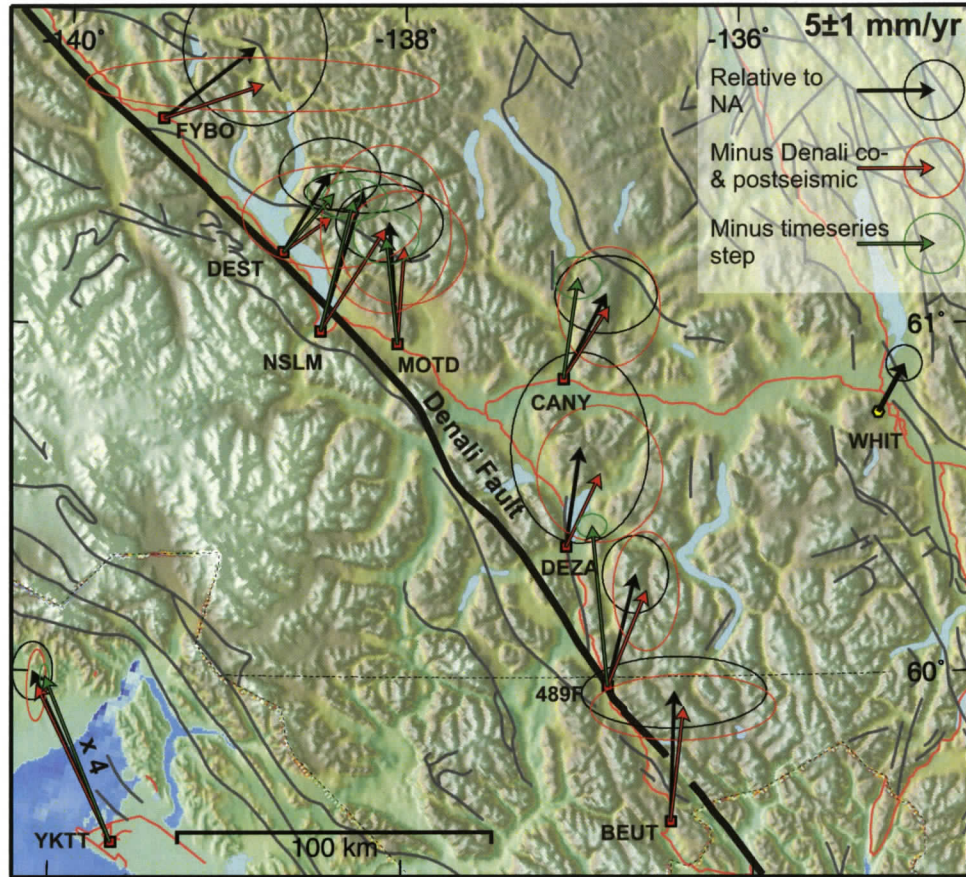 -140°
-138°
-136°
5±1 mm/yr
Relative to
NA
Minus Denali co-
& postseismic
Minus timeseries
step
FYBO
DEST
NSLM
MOTD
61°
CANY
WHIT
Denali Fault
DEZA
60°
489F
x 4
YKTT
100 km
BEUT